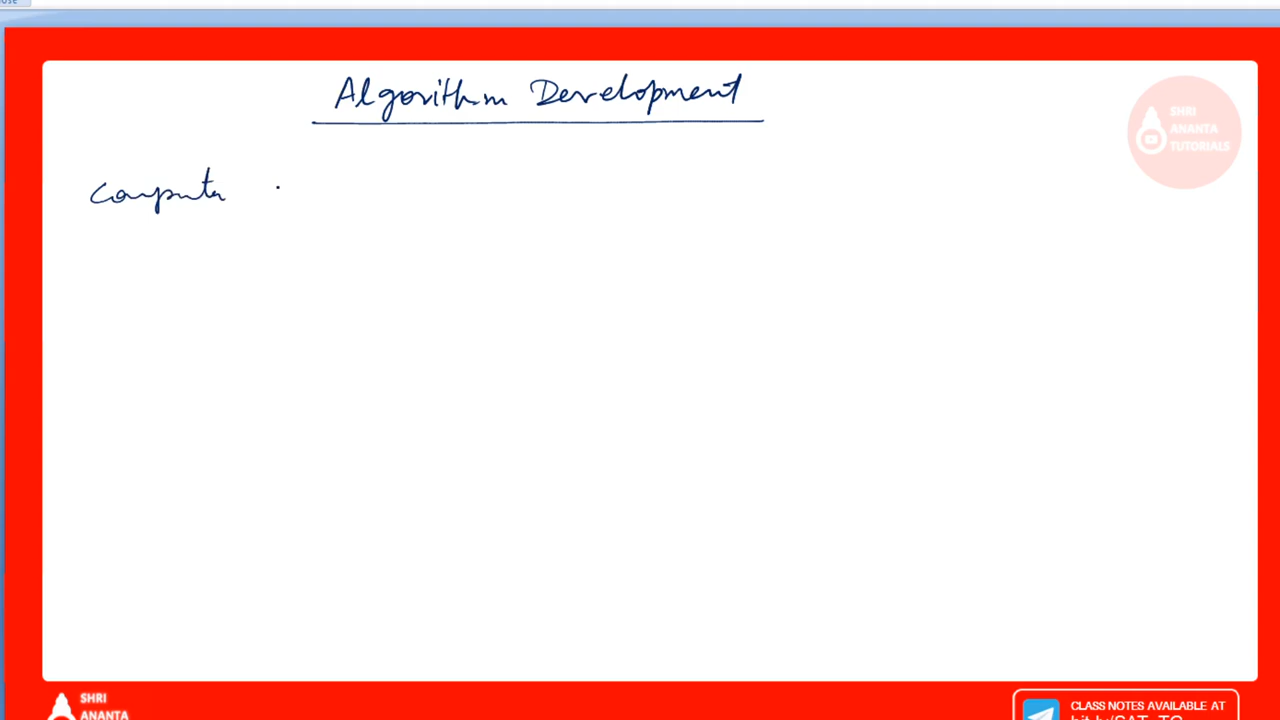 Algorithm Development
SHRI
ANANTA
TUTORIALS
Computer
SHRI
ANANTA
CLASS NOTES AVAILABLE AT